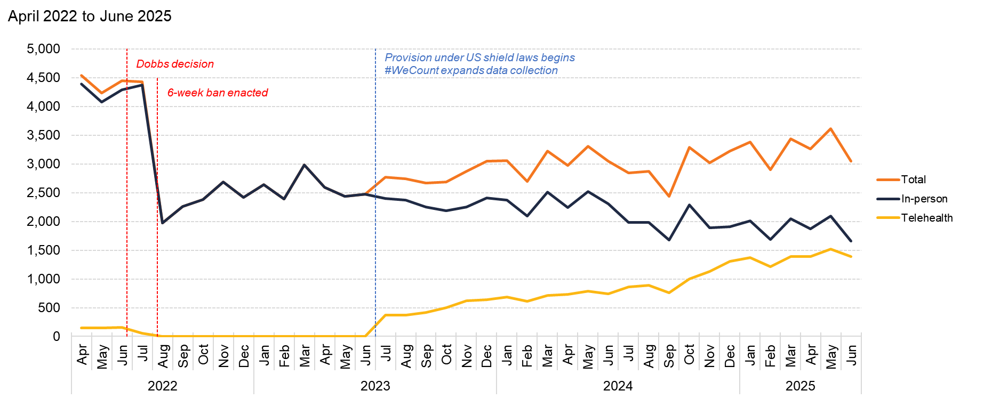 April 2022 to June 2025
5,000
4,500
4,000
3,500
3,000
2,500
2,000
1,500
1,000
500
0
Dobbs decision
6-week ban enacted
Provision under US shield laws begins
#WeCount expands data collection
Total
In-person
Telehealth
Apr May Jun Jul Aug Sep Oct Nov Dec Jan Feb Mar Apr May Jun Jul Aug Sep Oct Nov Dec Jan Feb Mar Apr May Jun Jul Aug Sep Oct Nov Dec Jan Feb Mar Apr May Jun
2022 2023 2024 2025